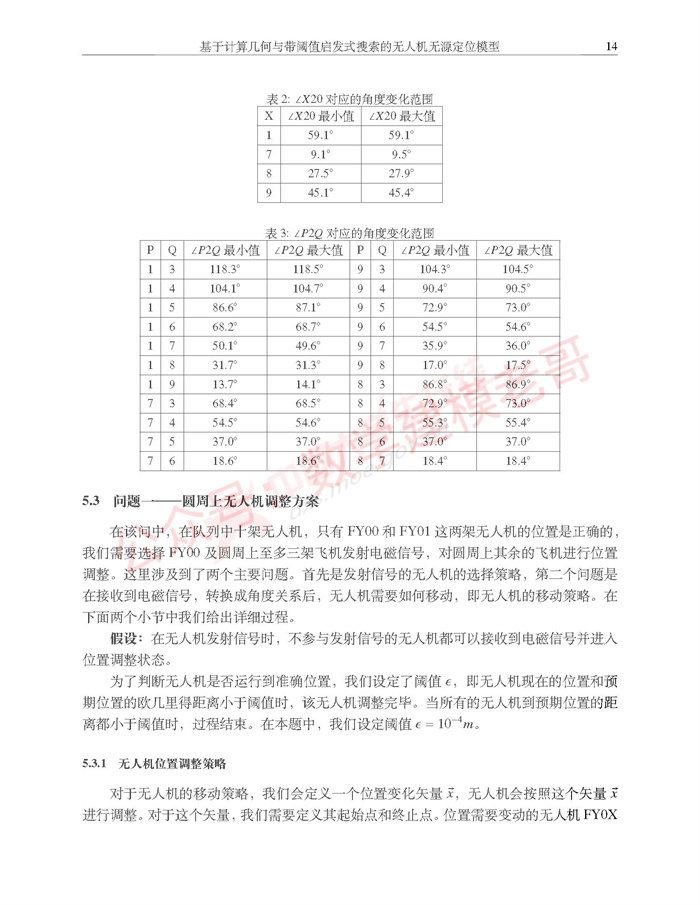 基于计算几何与带阈值启发式搜索的无人机无源定位模型 14
表 2: ∠X20 对应的角度变化范围
X ∠X20 最小值 ∠X20 最大值
1 59.1° 59.1°
7 9.1° 9.5°
8 27.5° 27.9°
9 45.1° 45.4°
表 3: ∠P2Q 对应的角度变化范围
P Q ∠P2Q 最小值 ∠P2Q 最大值 P Q ∠P2Q 最小值 ∠P2Q 最大值
1 3 118.3° 118.5° 9 3 104.3° 104.5°
1 4 104.1° 104.7° 9 4 90.4° 90.5°
1 5 86.6° 87.1° 9 5 72.9° 73.0°
1 6 68.2° 68.7° 9 6 54.5° 54.6°
1 7 50.1° 49.6° 9 7 35.9° 36.0°
1 8 31.7° 31.3° 9 8 17.0° 17.5°
1 9 13.7° 14.1° 8 3 86.8° 86.9°
7 3 68.4° 68.5° 8 4 72.9° 73.0°
7 4 54.5° 54.6° 8 5 55.3° 55.4°
7 5 37.0° 37.0° 8 6 37.0° 37.0°
7 6 18.6° 18.6° 8 7 18.4° 18.4°
5.3 问题一——圆周上无人机调整方案
在该问中，在队列中十架无人机，只有 FY00 和 FY01 这两架无人机的位置是正确的，
我们需要选择 FY00 及圆周上至多三架飞机发射电磁信号，对圆周上其余的飞机进行位置
调整。这里涉及到了两个主要问题。首先是发射信号的无人机的选择策略，第二个问题是
在接收到电磁信号，转换成角度关系后，无人机需要如何移动，即无人机的移动策略。在
下面两个小节中我们给出详细过程。
假设：在无人机发射信号时，不参与发射信号的无人机都可以接收到电磁信号并进入
位置调整状态。
为了判断无人机是否运行到准确位置，我们设定了阈值 ϵ，即无人机现在的位置和预
期位置的欧几里得距离小于阈值时，该无人机调整完毕。当所有的无人机到预期位置的距
离都小于阈值时，过程结束。在本题中，我们设定阈值 ϵ = 10⁻⁴m。
5.3.1 无人机位置调整策略
对于无人机的移动策略，我们会定义一个位置变化矢量 x⃗，无人机会按照这个矢量 x⃗
进行调整。对于这个矢量，我们需要定义其起始点和终止点。位置需要变动的无人机 FY0X
公众号：数学建模老哥